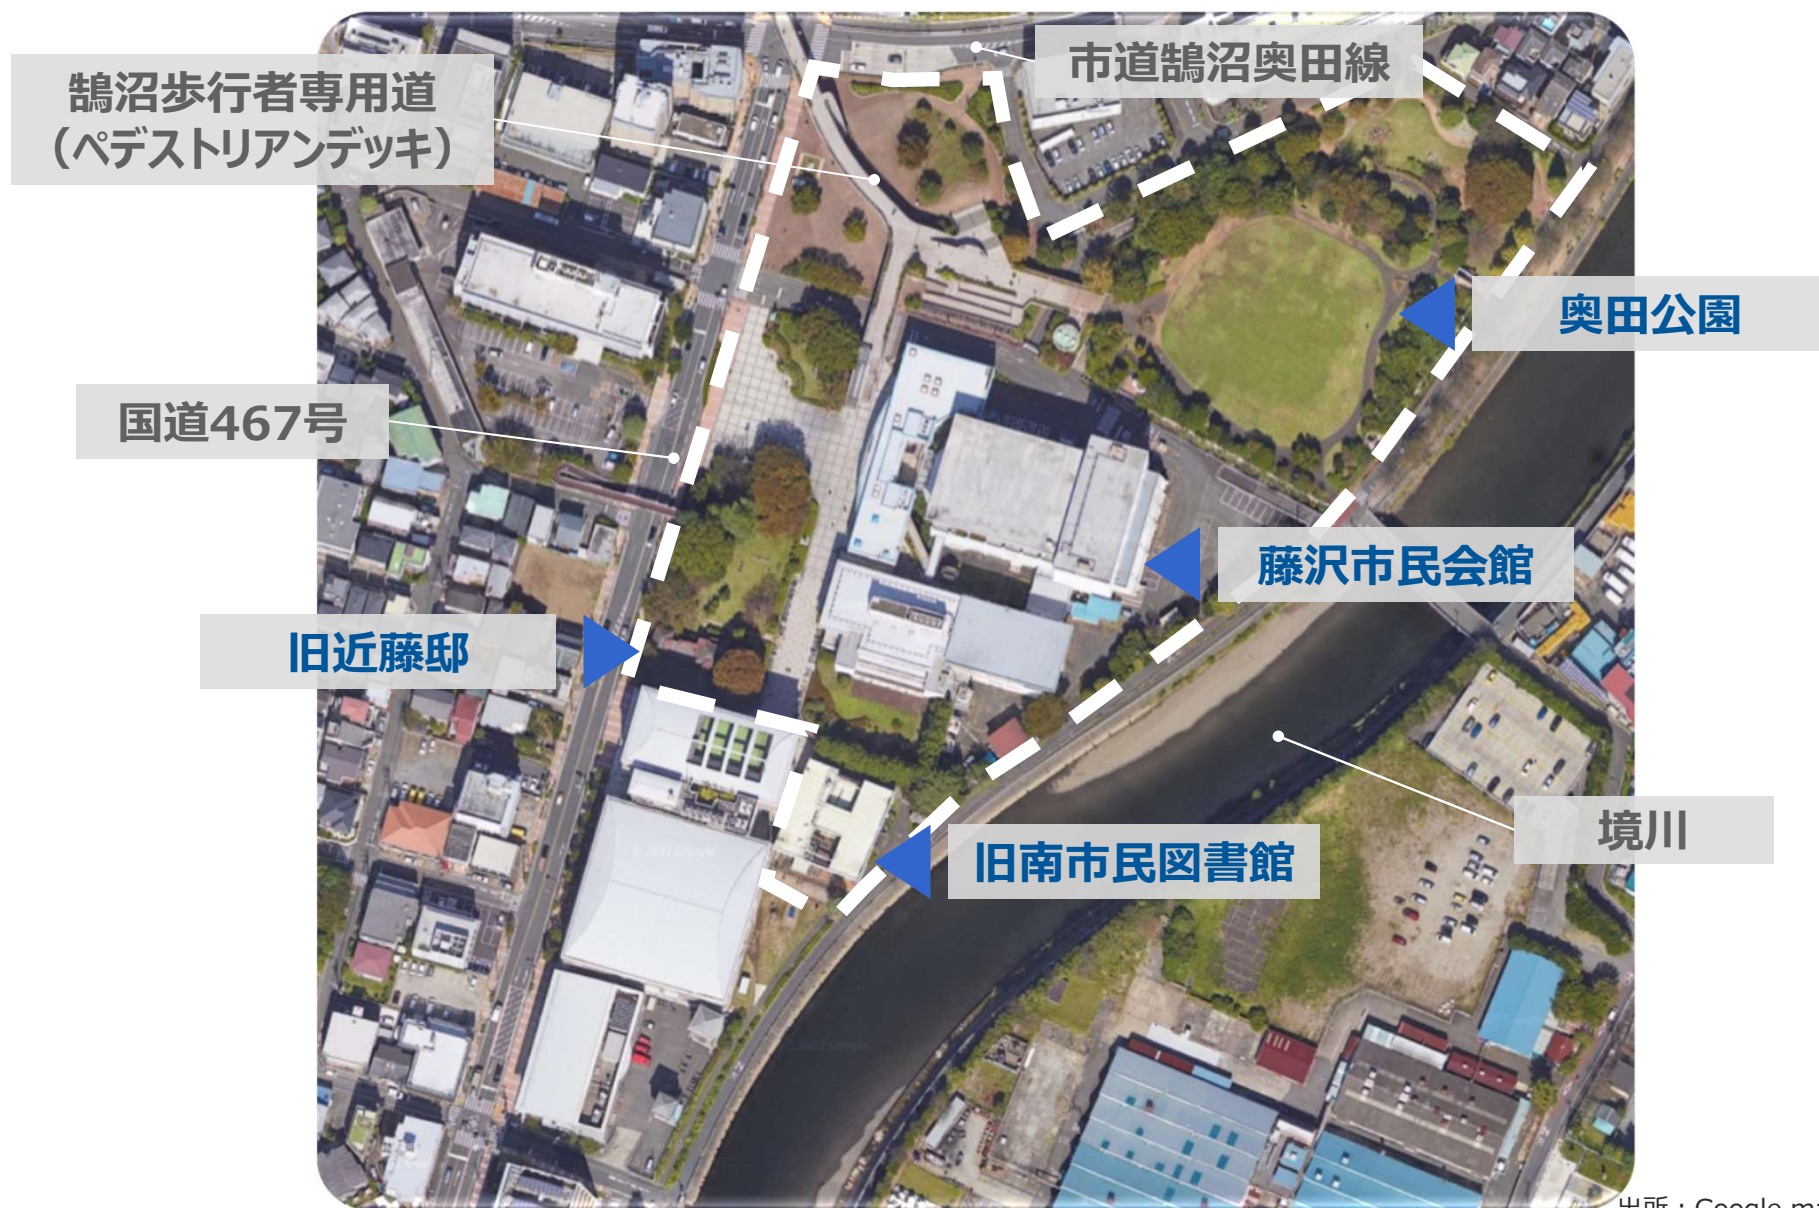 市道鵠沼奥田線
鵠沼歩行者専用道
（ペデストリアンデッキ）
奥田公園
国道467号
藤沢市民会館
旧近藤邸
境川
旧南市民図書館